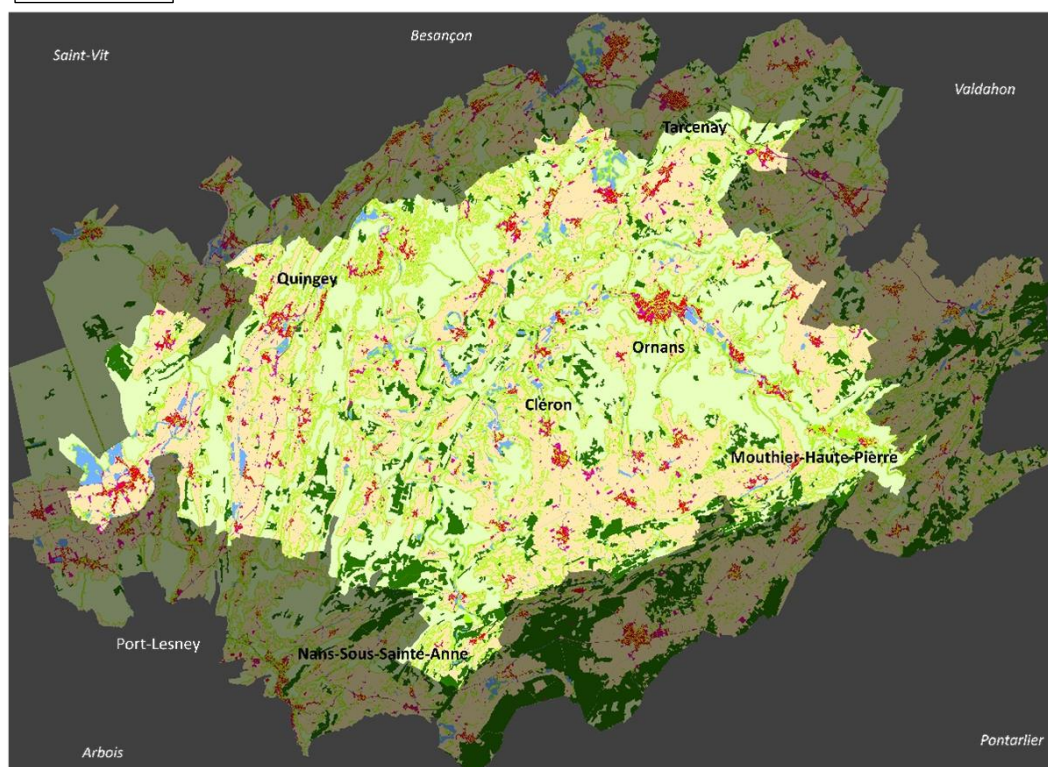 Besançon
Saint-Vit
Valdahon
Tarcenay
Quingey
Ornans
Cléron
Mouthier-Haute-Pierre
Port-Lesney
Nans-Sous-Sainte-Anne
Pontarlier
Arbois